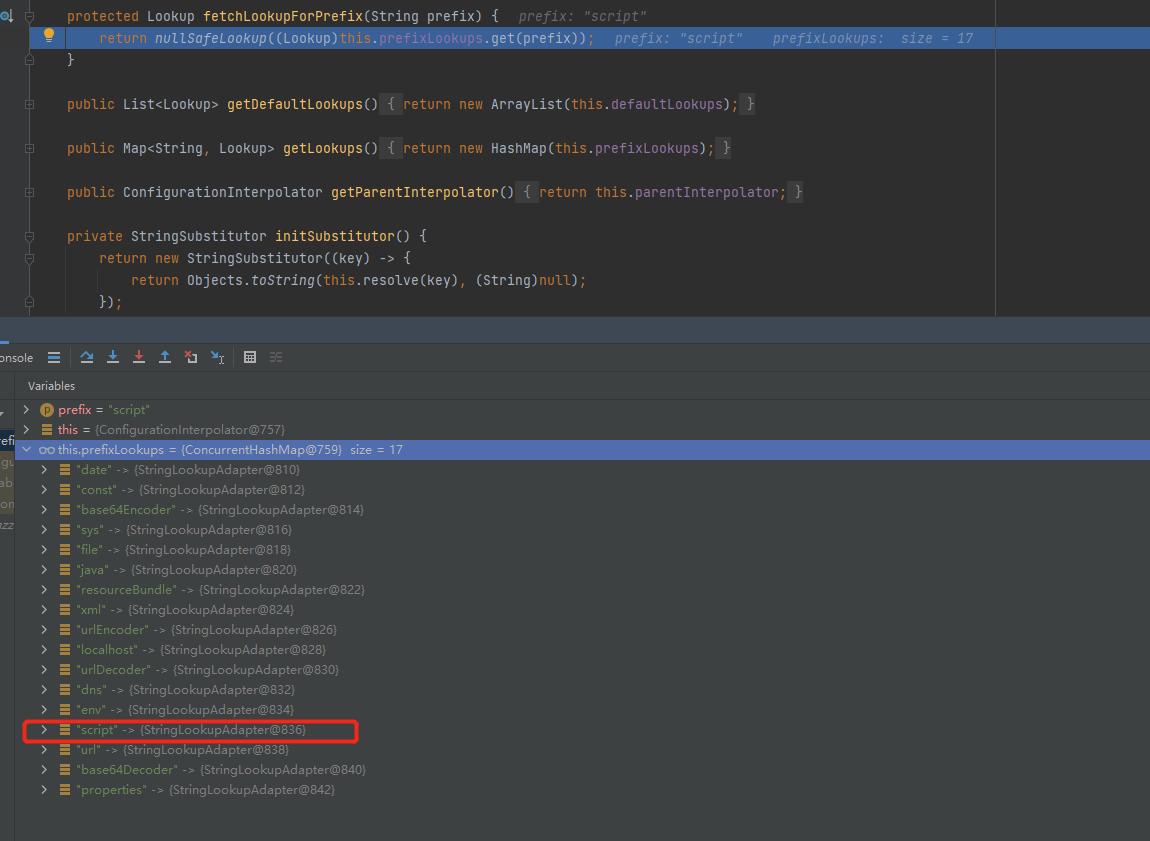 protected Lookup fetchLookupForPrefix(String prefix) { prefix: "script"
return nullSafeLookup((Lookup)this.prefixLookups.get(prefix)); prefix: "script" prefixLookups: size = 17
}
public List<Lookup> getDefaultLookups() { return new ArrayList(this.defaultLookups); }
public Map<String, Lookup> getLookups() { return new HashMap(this.prefixLookups); }
public ConfigurationInterpolator getParentInterpolator() { return this.parentInterpolator; }
private StringSubstitutor initSubstitutor() {
return new StringSubstitutor((key) -> {
return Objects.toString(this.resolve(key), (String)null);
});
onsole
Variables
prefix = "script"
this = {ConfigurationInterpolator@757}
this.prefixLookups = {ConcurrentHashMap@759} size = 17
"date" -> {StringLookupAdapter@810}
"const" -> {StringLookupAdapter@812}
"base64Encoder" -> {StringLookupAdapter@814}
"sys" -> {StringLookupAdapter@816}
"file" -> {StringLookupAdapter@818}
"java" -> {StringLookupAdapter@820}
"resourceBundle" -> {StringLookupAdapter@822}
"xml" -> {StringLookupAdapter@824}
"urlEncoder" -> {StringLookupAdapter@826}
"localhost" -> {StringLookupAdapter@828}
"urlDecoder" -> {StringLookupAdapter@830}
"dns" -> {StringLookupAdapter@832}
"env" -> {StringLookupAdapter@834}
"script" -> {StringLookupAdapter@836}
"url" -> {StringLookupAdapter@838}
"base64Decoder" -> {StringLookupAdapter@840}
"properties" -> {StringLookupAdapter@842}